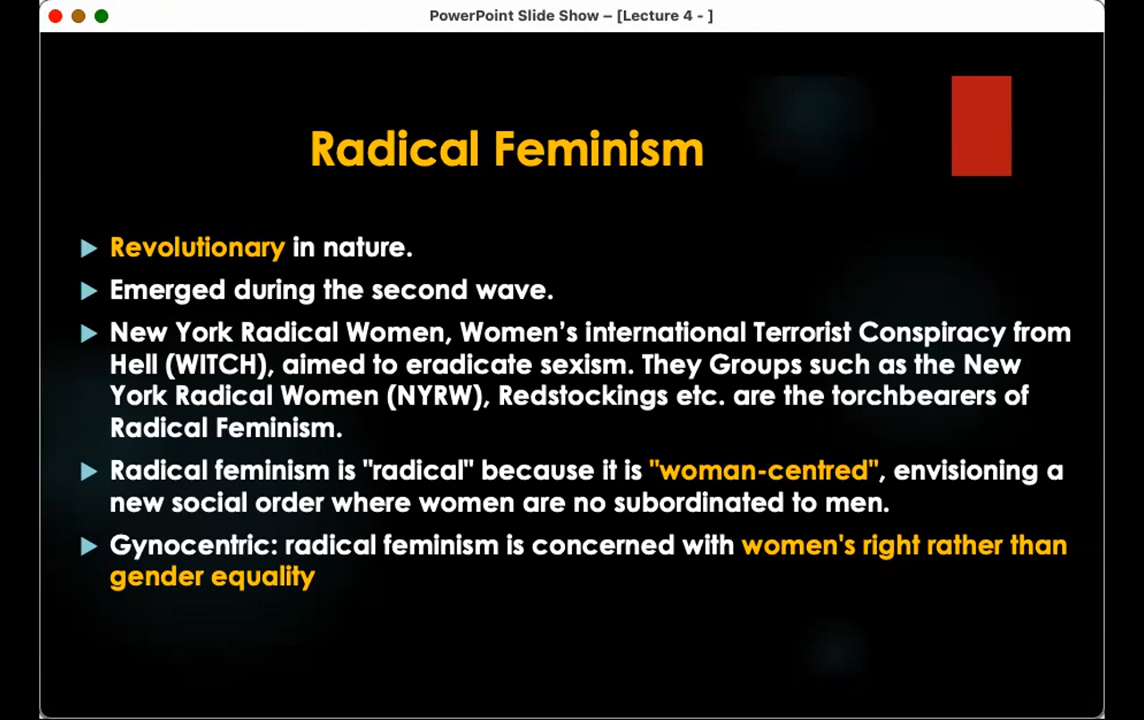 PowerPoint Slide Show – [Lecture 4 - ]
Radical Feminism
Revolutionary in nature.
Emerged during the second wave.
New York Radical Women, Women's international Terrorist Conspiracy from
Hell (WITCH), aimed to eradicate sexism. They Groups such as the New
York Radical Women (NYRW), Redstockings etc. are the torchbearers of
Radical Feminism.
Radical feminism is "radical" because it is "woman-centred", envisioning a
new social order where women are no subordinated to men.
Gynocentric: radical feminism is concerned with women's right rather than
gender equality